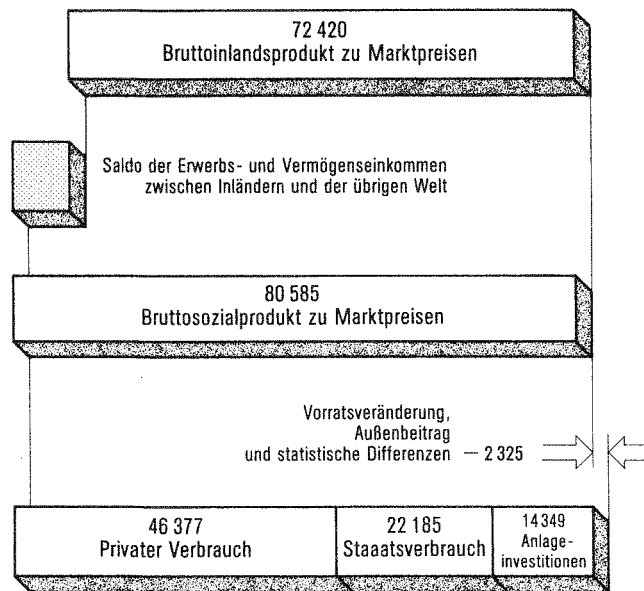 72 420
Bruttoinlandsprodukt zu Marktpreisen
Saldo der Erwerbs- und Vermögenseinkommen
zwischen Inländern und der übrigen Welt
80 585
Bruttosozialprodukt zu Marktpreisen
Vorratsveränderung,
Außenbeitrag
und statistische Differenzen — 2 325
46 377
Privater Verbrauch
22 185
Staaatsverbrauch
14 349
Anlage-
investitionen